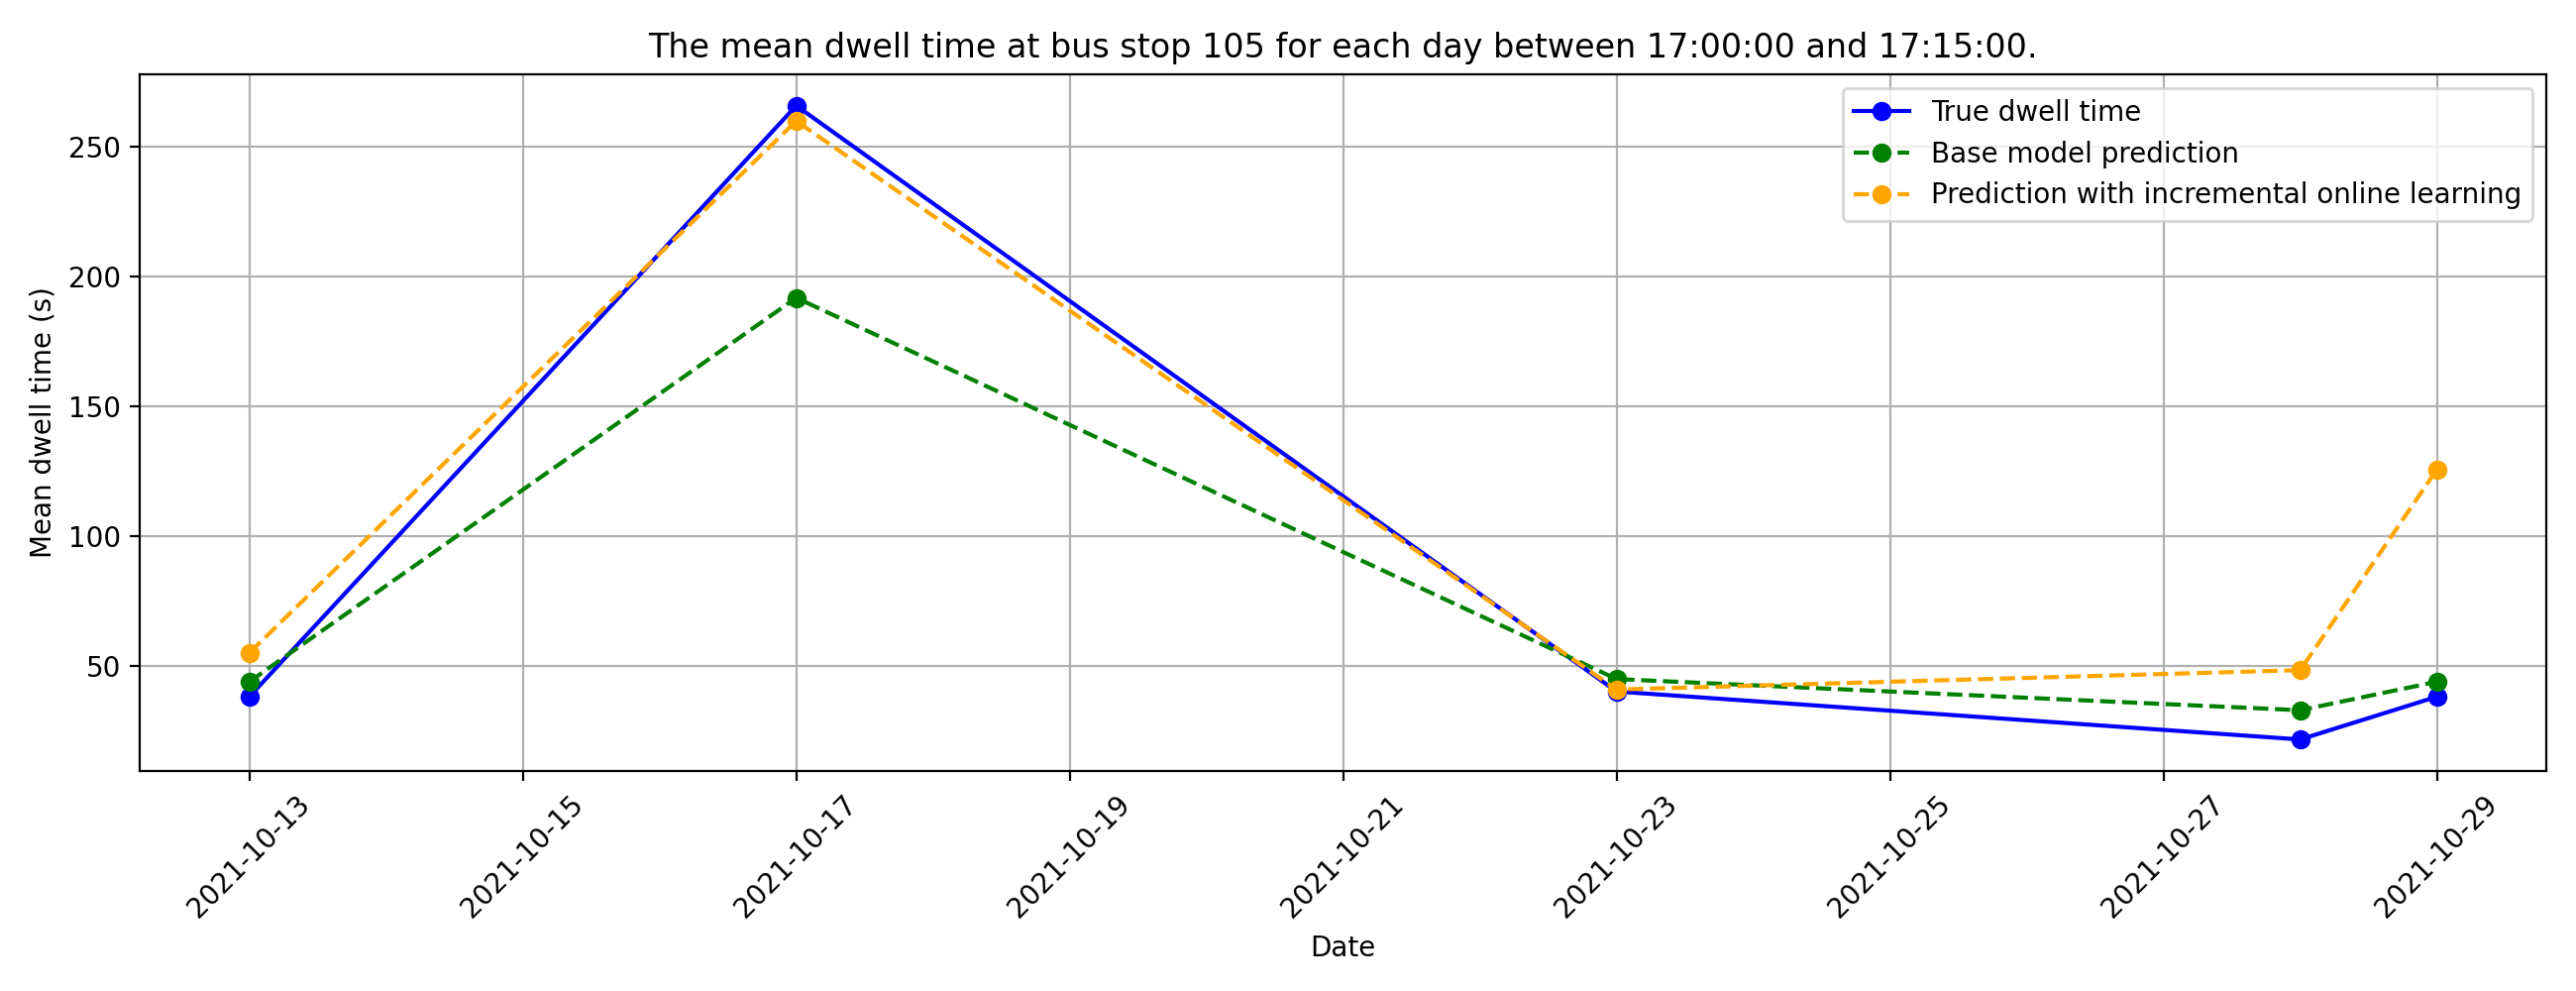 The mean dwell time at bus stop 105 for each day between 17:00:00 and 17:15:00.
True dwell time
Base model prediction
Prediction with incremental online learning
Mean dwell time (s)
250
200
150
100
50
2021-10-13
2021-10-15
2021-10-17
2021-10-19
2021-10-21
2021-10-23
2021-10-25
2021-10-27
2021-10-29
Date